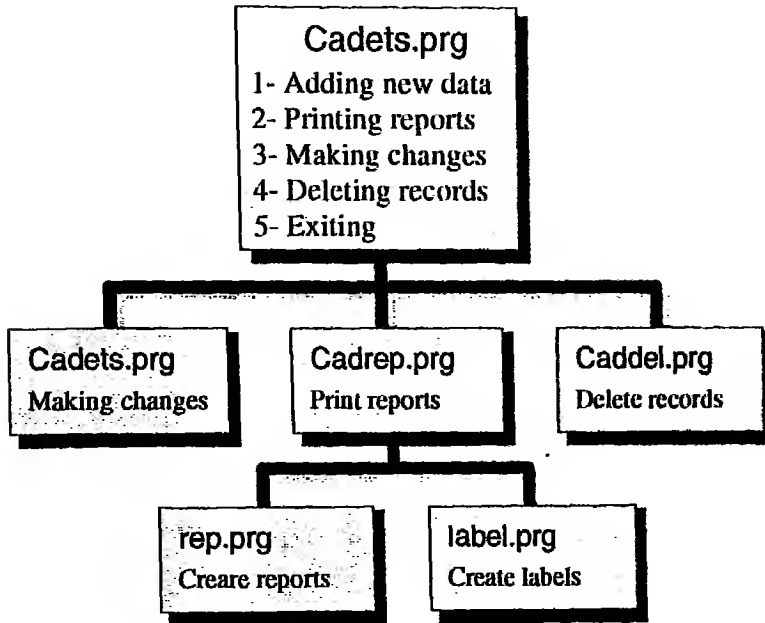 Cadets.prg
1- Adding new data
2- Printing reports
3- Making changes
4- Deleting records
5- Exiting
Cadets.prg
Making changes
Cadrep.prg
Print reports
Caddel.prg
Delete records
rep.prg
Creare reports
label.prg
Create labels